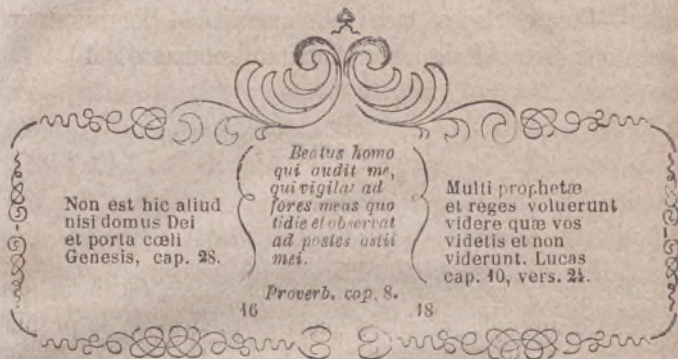 Non est hic aliud
nisi domus Dei
et porta cœli
Genesis, cap. 28.
Beatus homo
qui audit me,
qui vigilat ad
fores meas quo
tidie et observat
ad postes ostii
mei.
Proverb. cap. 8.
Multi prophetæ
et reges voluerunt
videre quæ vos
videtis et non
viderunt. Lucas
cap. 10, vers. 24.
16 18